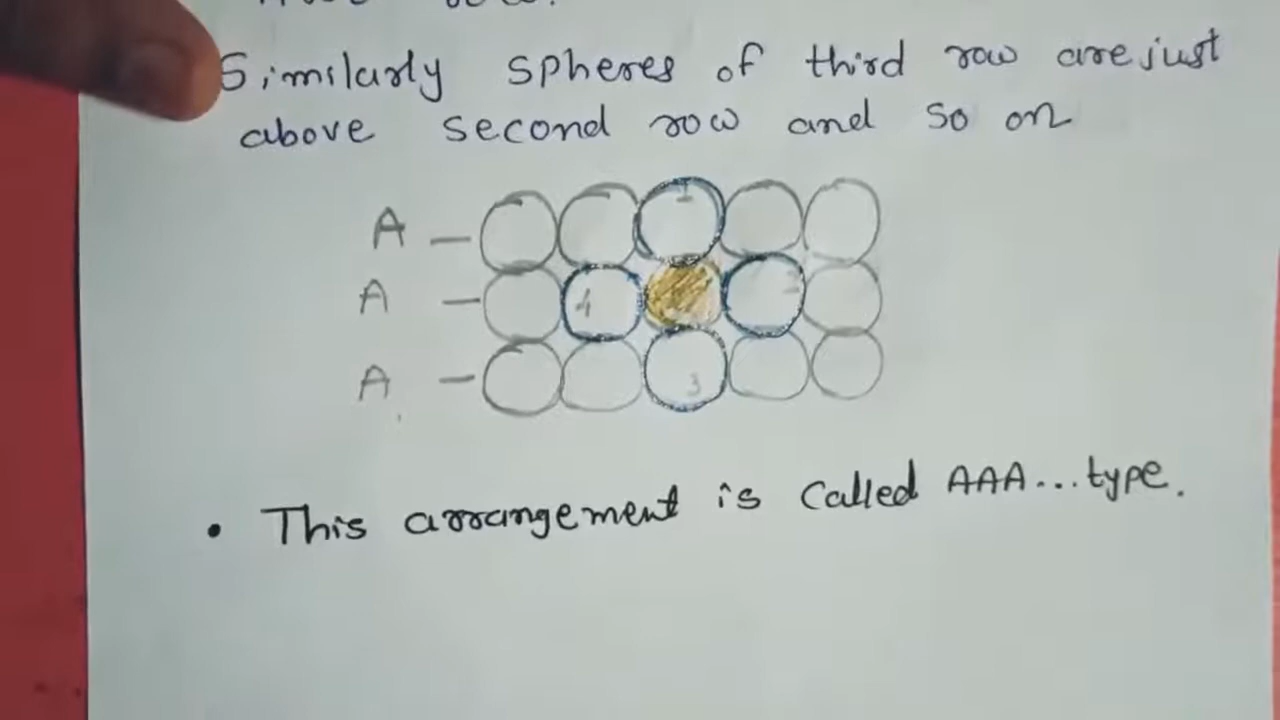 Similarly spheres of third row are just
above second row and so on
A – 1
A – 4 2
A – 3
• This arrangement is called AAA...type.